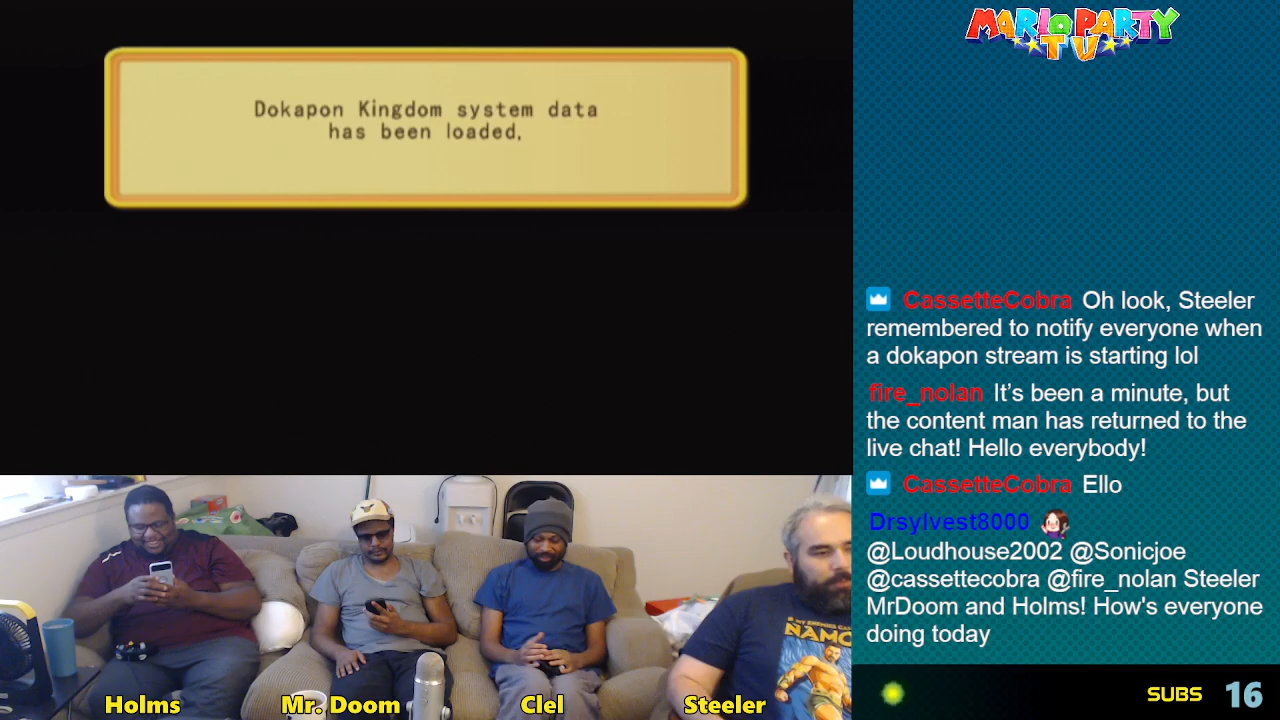 Dokapon Kingdom system data
has been loaded.
MARIO PARTY
TV
CassetteCobra Oh look, Steeler
remembered to notify everyone when
a dokapon stream is starting lol
fire_nolan It's been a minute, but
the content man has returned to the
live chat! Hello everybody!
CassetteCobra Ello
Drsylvest8000
@Loudhouse2002 @Sonicjoe
@cassettecobra @fire_nolan Steeler
MrDoom and Holms! How's everyone
doing today
NAMO
Holms Mr. Doom Clel Steeler
SUBS 16